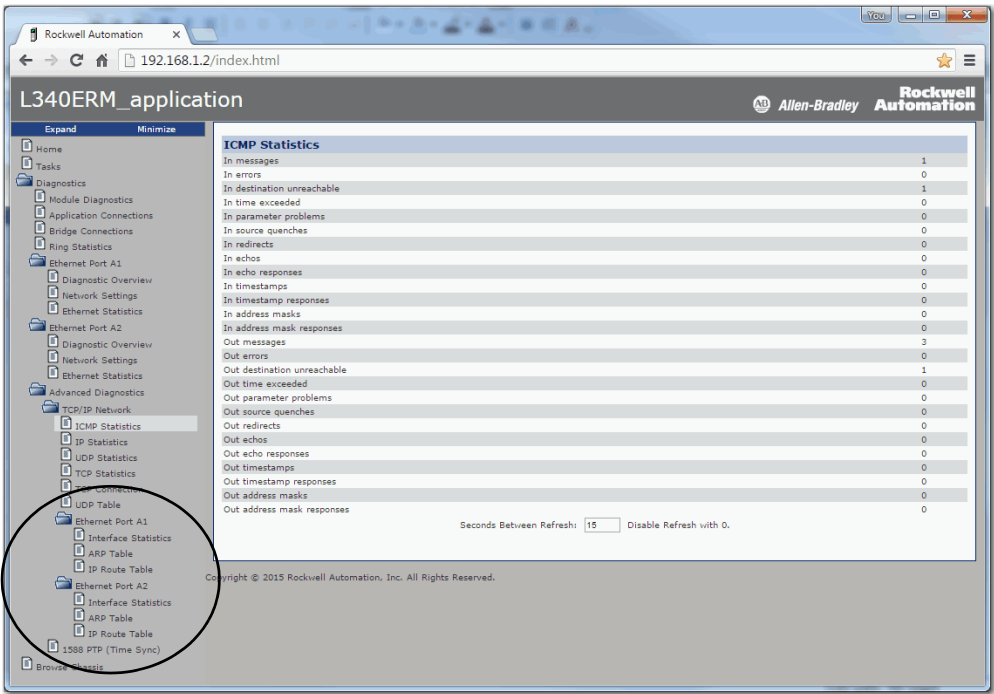 You
Rockwell Automation
192.168.1.2/index.html
L340ERM_application
AB Allen-Bradley
Rockwell Automation
Expand Minimize
Home
Tasks
Diagnostics
Module Diagnostics
Application Connections
Bridge Connections
Ring Statistics
Ethernet Port A1
Diagnostic Overview
Network Settings
Ethernet Statistics
Ethernet Port A2
Diagnostic Overview
Network Settings
Ethernet Statistics
Advanced Diagnostics
TCP/IP Network
ICMP Statistics
IP Statistics
UDP Statistics
TCP Statistics
TCP Connection
UDP Table
Ethernet Port A1
Interface Statistics
ARP Table
IP Route Table
Ethernet Port A2
Interface Statistics
ARP Table
IP Route Table
1588 PTP (Time Sync)
Browse Chassis
ICMP Statistics
In messages 1
In errors 0
In destination unreachable 1
In time exceeded 0
In parameter problems 0
In source quenches 0
In redirects 0
In echos 0
In echo responses 0
In timestamps 0
In timestamp responses 0
In address masks 0
In address mask responses 0
Out messages 3
Out errors 0
Out destination unreachable 1
Out time exceeded 0
Out parameter problems 0
Out source quenches 0
Out redirects 0
Out echos 0
Out echo responses 0
Out timestamps 0
Out timestamp responses 0
Out address masks 0
Out address mask responses 0
Seconds Between Refresh: 15 Disable Refresh with 0.
Copyright © 2015 Rockwell Automation, Inc. All Rights Reserved.